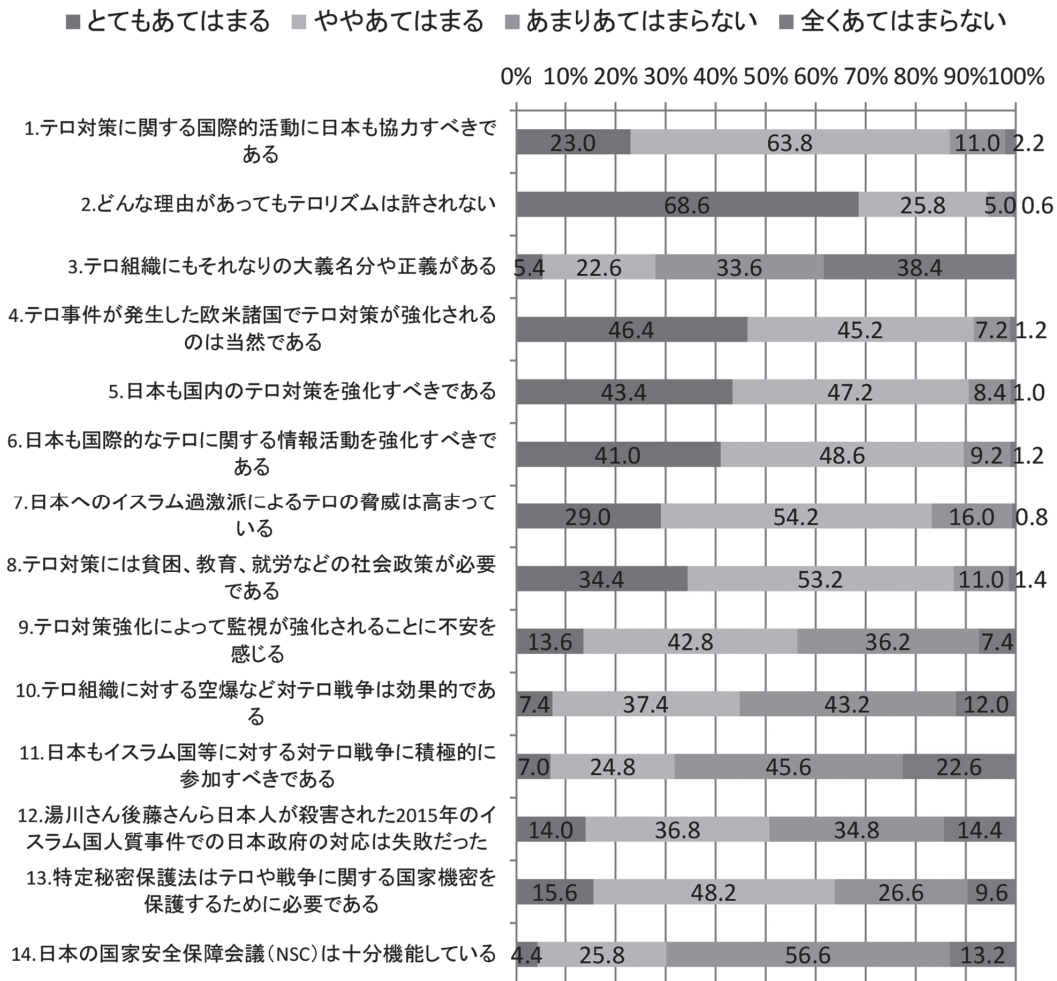 ■とてもあてはまる ■ややあてはまる ■あまりあてはまらない ■全くあてはまらない
0% 10% 20% 30% 40% 50% 60% 70% 80% 90%100%
1.テロ対策に関する国際的活動に日本も協力すべきで
ある
23.0 63.8 11.0 2.2
2.どんな理由があってもテロリズムは許されない
68.6 25.8 5.0 0.6
3.テロ組織にもそれなりの大義名分や正義がある
5.4 22.6 33.6 38.4
4.テロ事件が発生した欧米諸国でテロ対策が強化される
のは当然である
46.4 45.2 7.2 1.2
5.日本も国内のテロ対策を強化すべきである
43.4 47.2 8.4 1.0
6.日本も国際的なテロに関する情報活動を強化すべきで
ある
41.0 48.6 9.2 1.2
7.日本へのイスラム過激派によるテロの脅威は高まって
いる
29.0 54.2 16.0 0.8
8.テロ対策には貧困、教育、就労などの社会政策が必要
である
34.4 53.2 11.0 1.4
9.テロ対策強化によって監視が強化されることに不安を
感じる
13.6 42.8 36.2 7.4
10.テロ組織に対する空爆など対テロ戦争は効果的であ
る
7.4 37.4 43.2 12.0
11.日本もイスラム国等に対する対テロ戦争に積極的に
参加すべきである
7.0 24.8 45.6 22.6
12.湯川さん後藤さんら日本人が殺害された2015年のイ
スラム国人質事件での日本政府の対応は失敗だった
14.0 36.8 34.8 14.4
13.特定秘密保護法はテロや戦争に関する国家機密を
保護するために必要である
15.6 48.2 26.6 9.6
14.日本の国家安全保障会議(NSC)は十分機能している
4.4 25.8 56.6 13.2